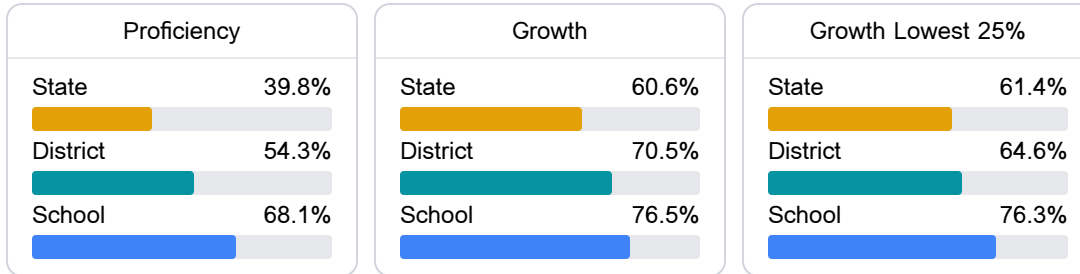 Proficiency
State 39.8%
District 54.3%
School 68.1%
Growth
State 60.6%
District 70.5%
School 76.5%
Growth Lowest 25%
State 61.4%
District 64.6%
School 76.3%